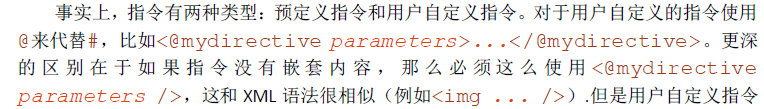 事实上，指令有两种类型：预定义指令和用户自定义指令。对于用户自定义的指令使用
@来代替#，比如<@mydirective parameters>...</@mydirective>。更深
的区别在于如果指令没有嵌套内容，那么必须这么使用<@mydirective
parameters />，这和 XML 语法很相似（例如<img ... />）.但是用户自定义指令